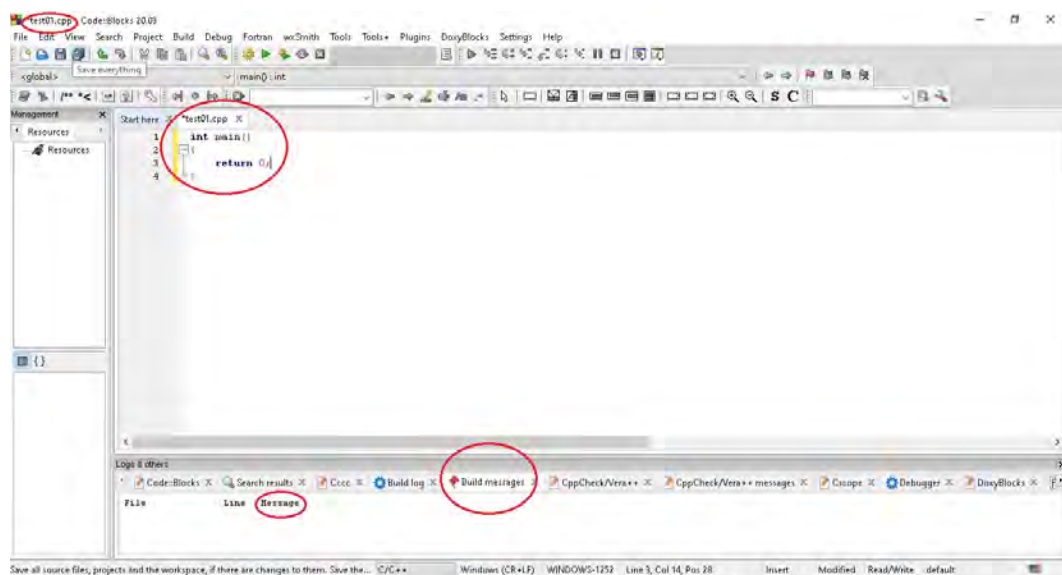 *test01.cpp - Code::Blocks 20.03
File Edit View Search Project Build Debug Fortran wxSmith Tools Tools+ Plugins DoxyBlocks Settings Help
<global>
Save everything
main() : int
S C
Management
Resources
Resources
Start here
*test01.cpp
1 int main()
2 {
3 return 0;
4 }
Logs & others
Code::Blocks Search results Cccc Build log Build messages CppCheck/Vera++ CppCheck/Vera++ messages Cscope Debugger DoxyBlocks
File Line Message
Save all source files, projects and the workspace, if there are changes to them. Save the... C/C++ Windows (CR+LF) WINDOWS-1252 Line 3, Col 14, Pos 28 Insert Modified Read/Write default